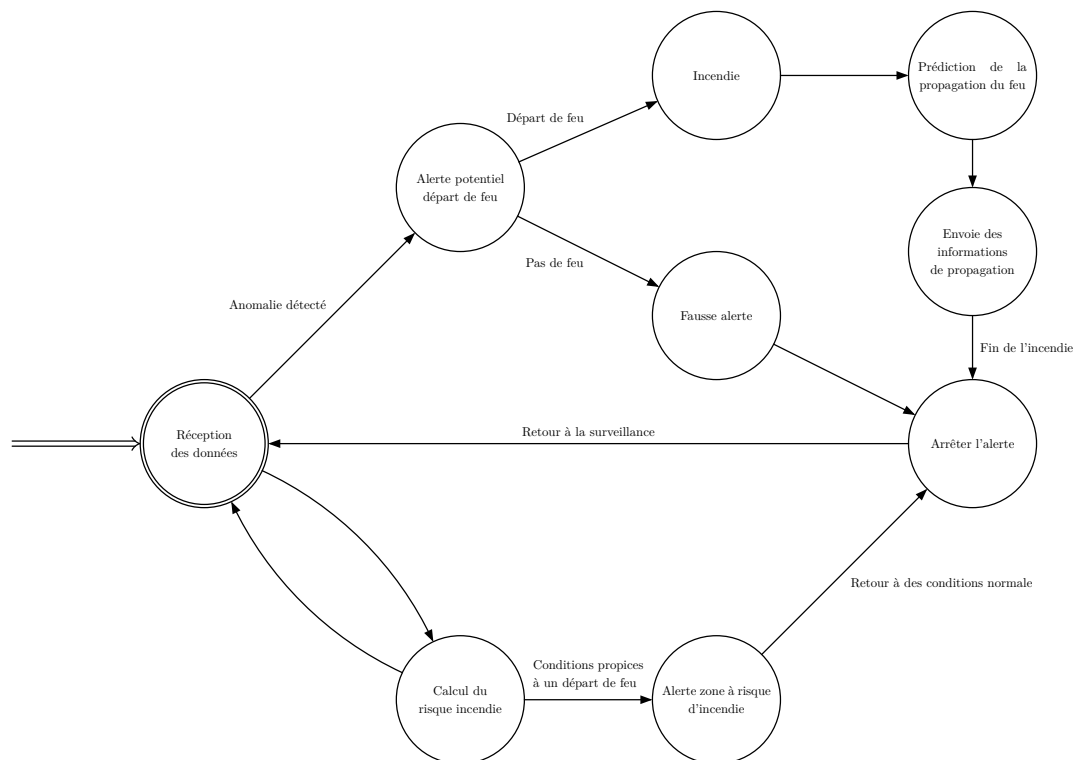 Incendie
Prédiction de la
propagation du feu
Départ de feu
Alerte potentiel
départ de feu
Envoie des
informations
de propagation
Pas de feu
Anomalie détecté
Fausse alerte
Fin de l'incendie
Réception
des données
Retour à la surveillance
Arrêter l'alerte
Retour à des conditions normale
Conditions propices
à un départ de feu
Calcul du
risque incendie
Alerte zone à risque
d'incendie